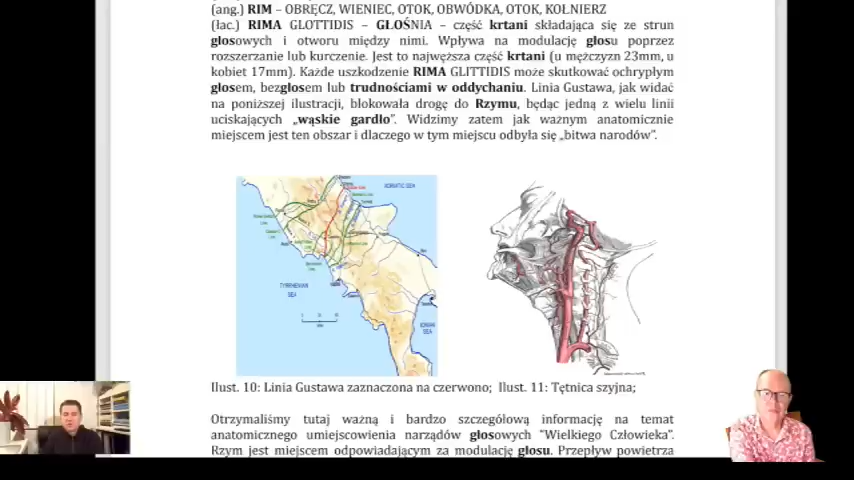 (ang.) RIM – OBRĘCZ, WIENIEC, OTOK, OBWÓDKA, OTOK, KOŁNIERZ
(łac.) RIMA GLOTTIDIS – GŁOŚNIA – część krtani składająca się ze strun
głosowych i otworu między nimi. Wpływa na modulację głosu poprzez
rozszerzanie lub kurczenie. Jest to najwęższa część krtani (u mężczyzn 23mm, u
kobiet 17mm). Każde uszkodzenie RIMA GLITTIDIS może skutkować ochrypłym
głosem, bezgłosem lub trudnościami w oddychaniu. Linia Gustawa, jak widać
na poniższej ilustracji, blokowała drogę do Rzymu, będąc jedną z wielu linii
uciskających „wąskie gardło”. Widzimy zatem jak ważnym anatomicznie
miejscem jest ten obszar i dlaczego w tym miejscu odbyła się „bitwa narodów”.
ADRIATIC SEA
TYRRHENIAN
SEA
IONIAN
SEA
Ilust. 10: Linia Gustawa zaznaczona na czerwono; Ilust. 11: Tętnica szyjna;
Otrzymaliśmy tutaj ważną i bardzo szczegółową informację na temat
anatomicznego umiejscowienia narządów głosowych "Wielkiego Człowieka".
Rzym jest miejscem odpowiadającym za modulację głosu. Przepływ powietrza